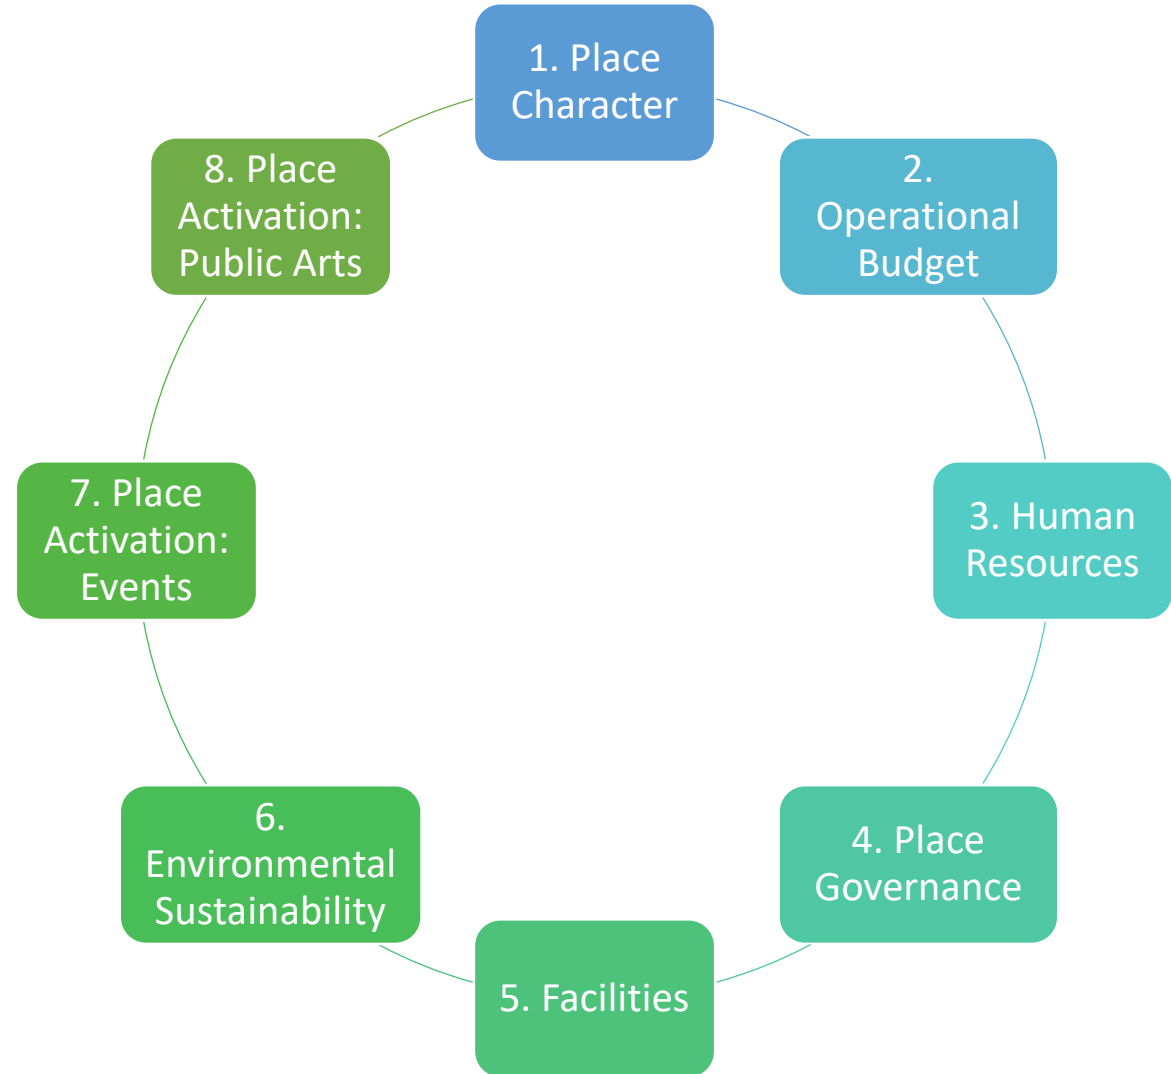 1. Place
Character
2.
Operational
Budget
3. Human
Resources
4. Place
Governance
5. Facilities
6.
Environmental
Sustainability
7. Place
Activation:
Events
8. Place
Activation:
Public Arts